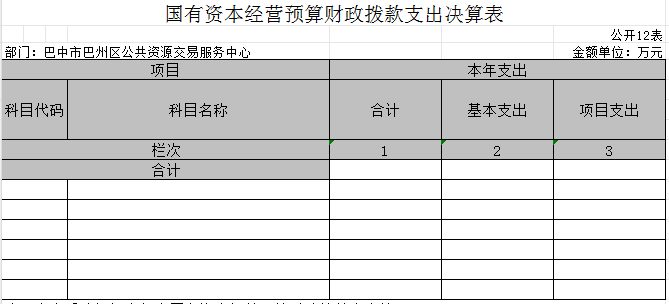 国有资本经营预算财政拨款支出决算表
公开12表
部门：巴中市巴州区公共资源交易服务中心 金额单位：万元
项目 本年支出
科目代码 科目名称 合计 基本支出 项目支出
栏次 1 2 3
合计